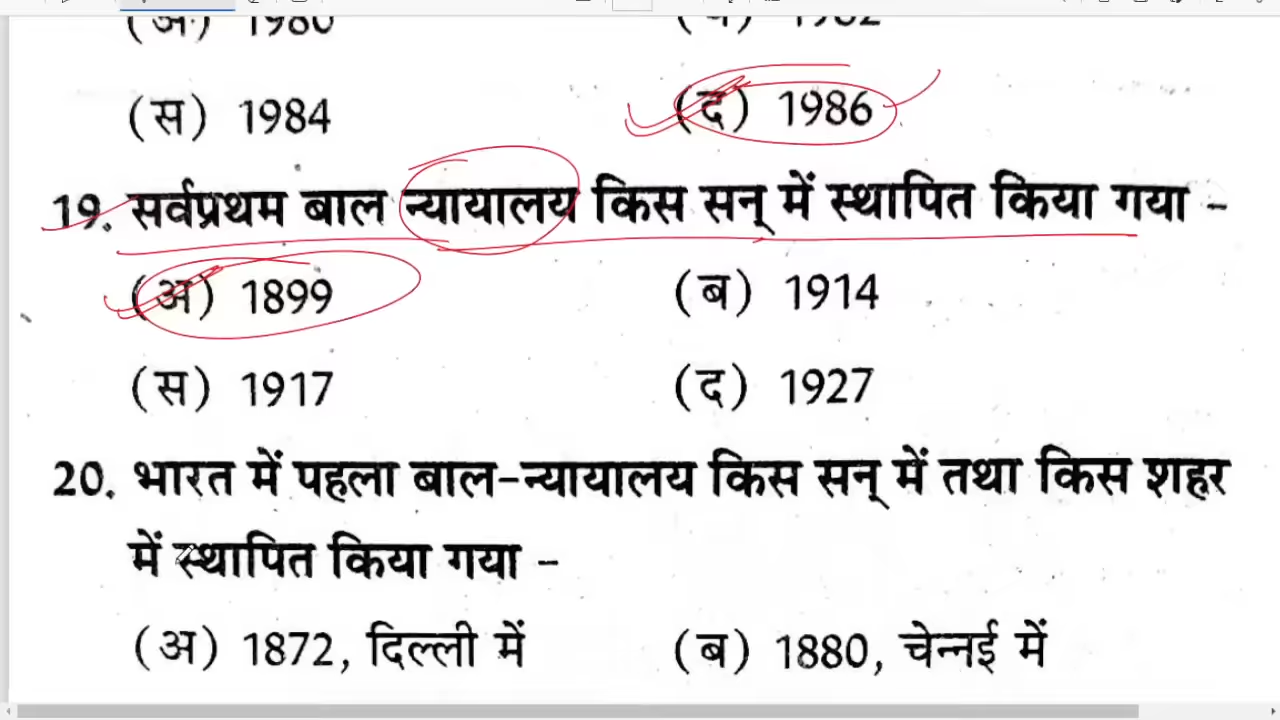 (अ) 1980
(स) 1984 (द) 1986
19. सर्वप्रथम बाल न्यायालय किस सन् में स्थापित किया गया –
(अ) 1899 (ब) 1914
(स) 1917 (द) 1927
20. भारत में पहला बाल-न्यायालय किस सन् में तथा किस शहर
में स्थापित किया गया –
(अ) 1872, दिल्ली में (ब) 1880, चेन्नई में